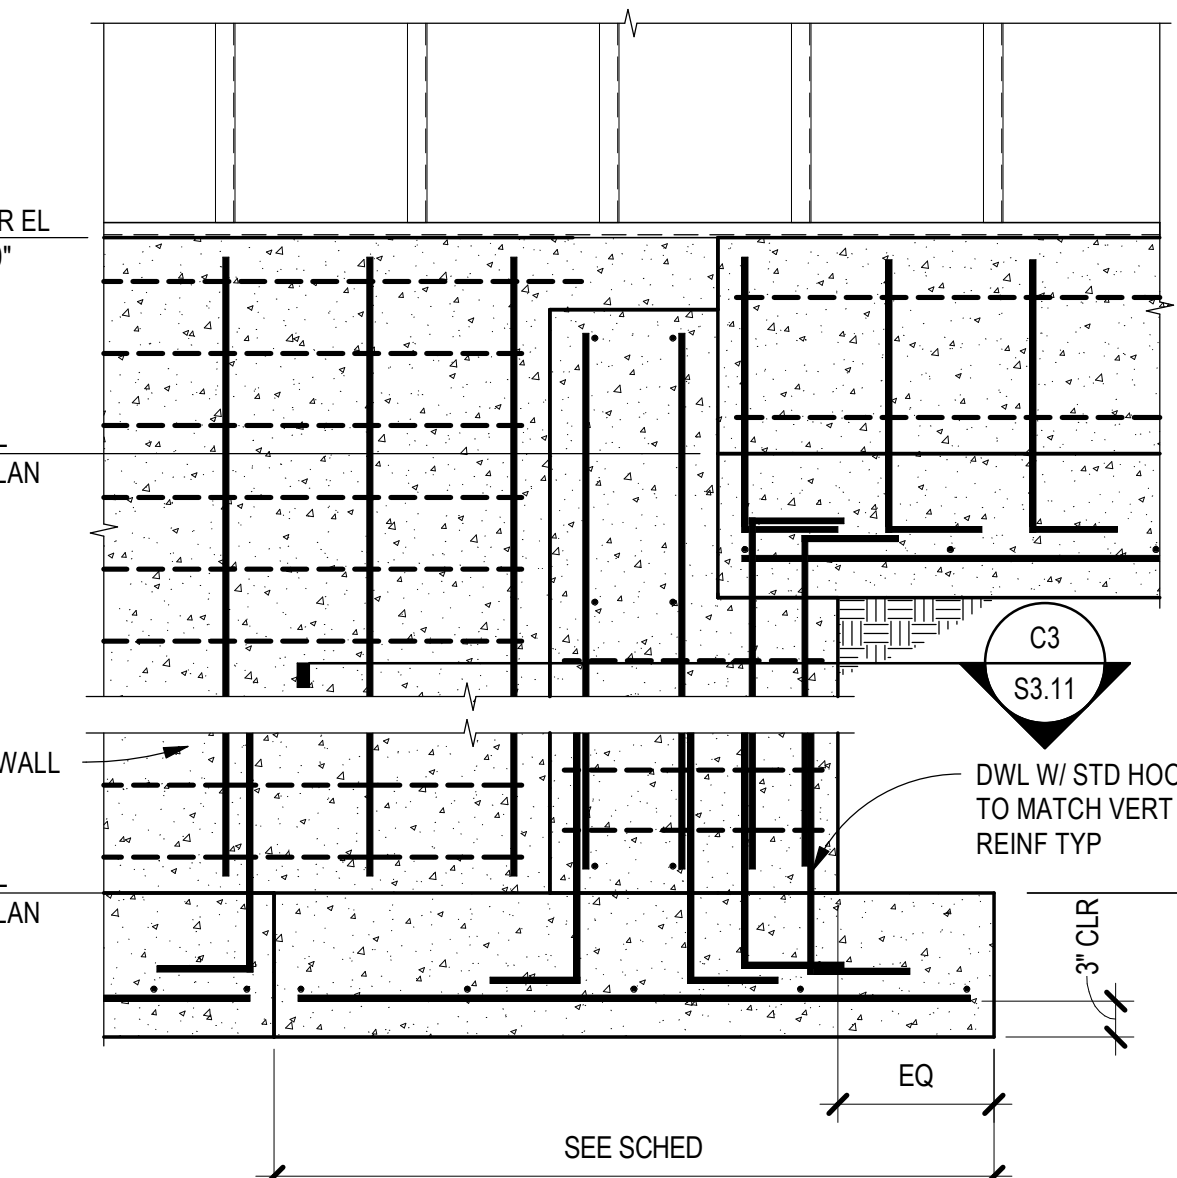 R EL
LAN
C3
S3.11
WALL
DWL W/ STD HOO
TO MATCH VERT
REINF TYP
LAN
3" CLR
EQ
SEE SCHED